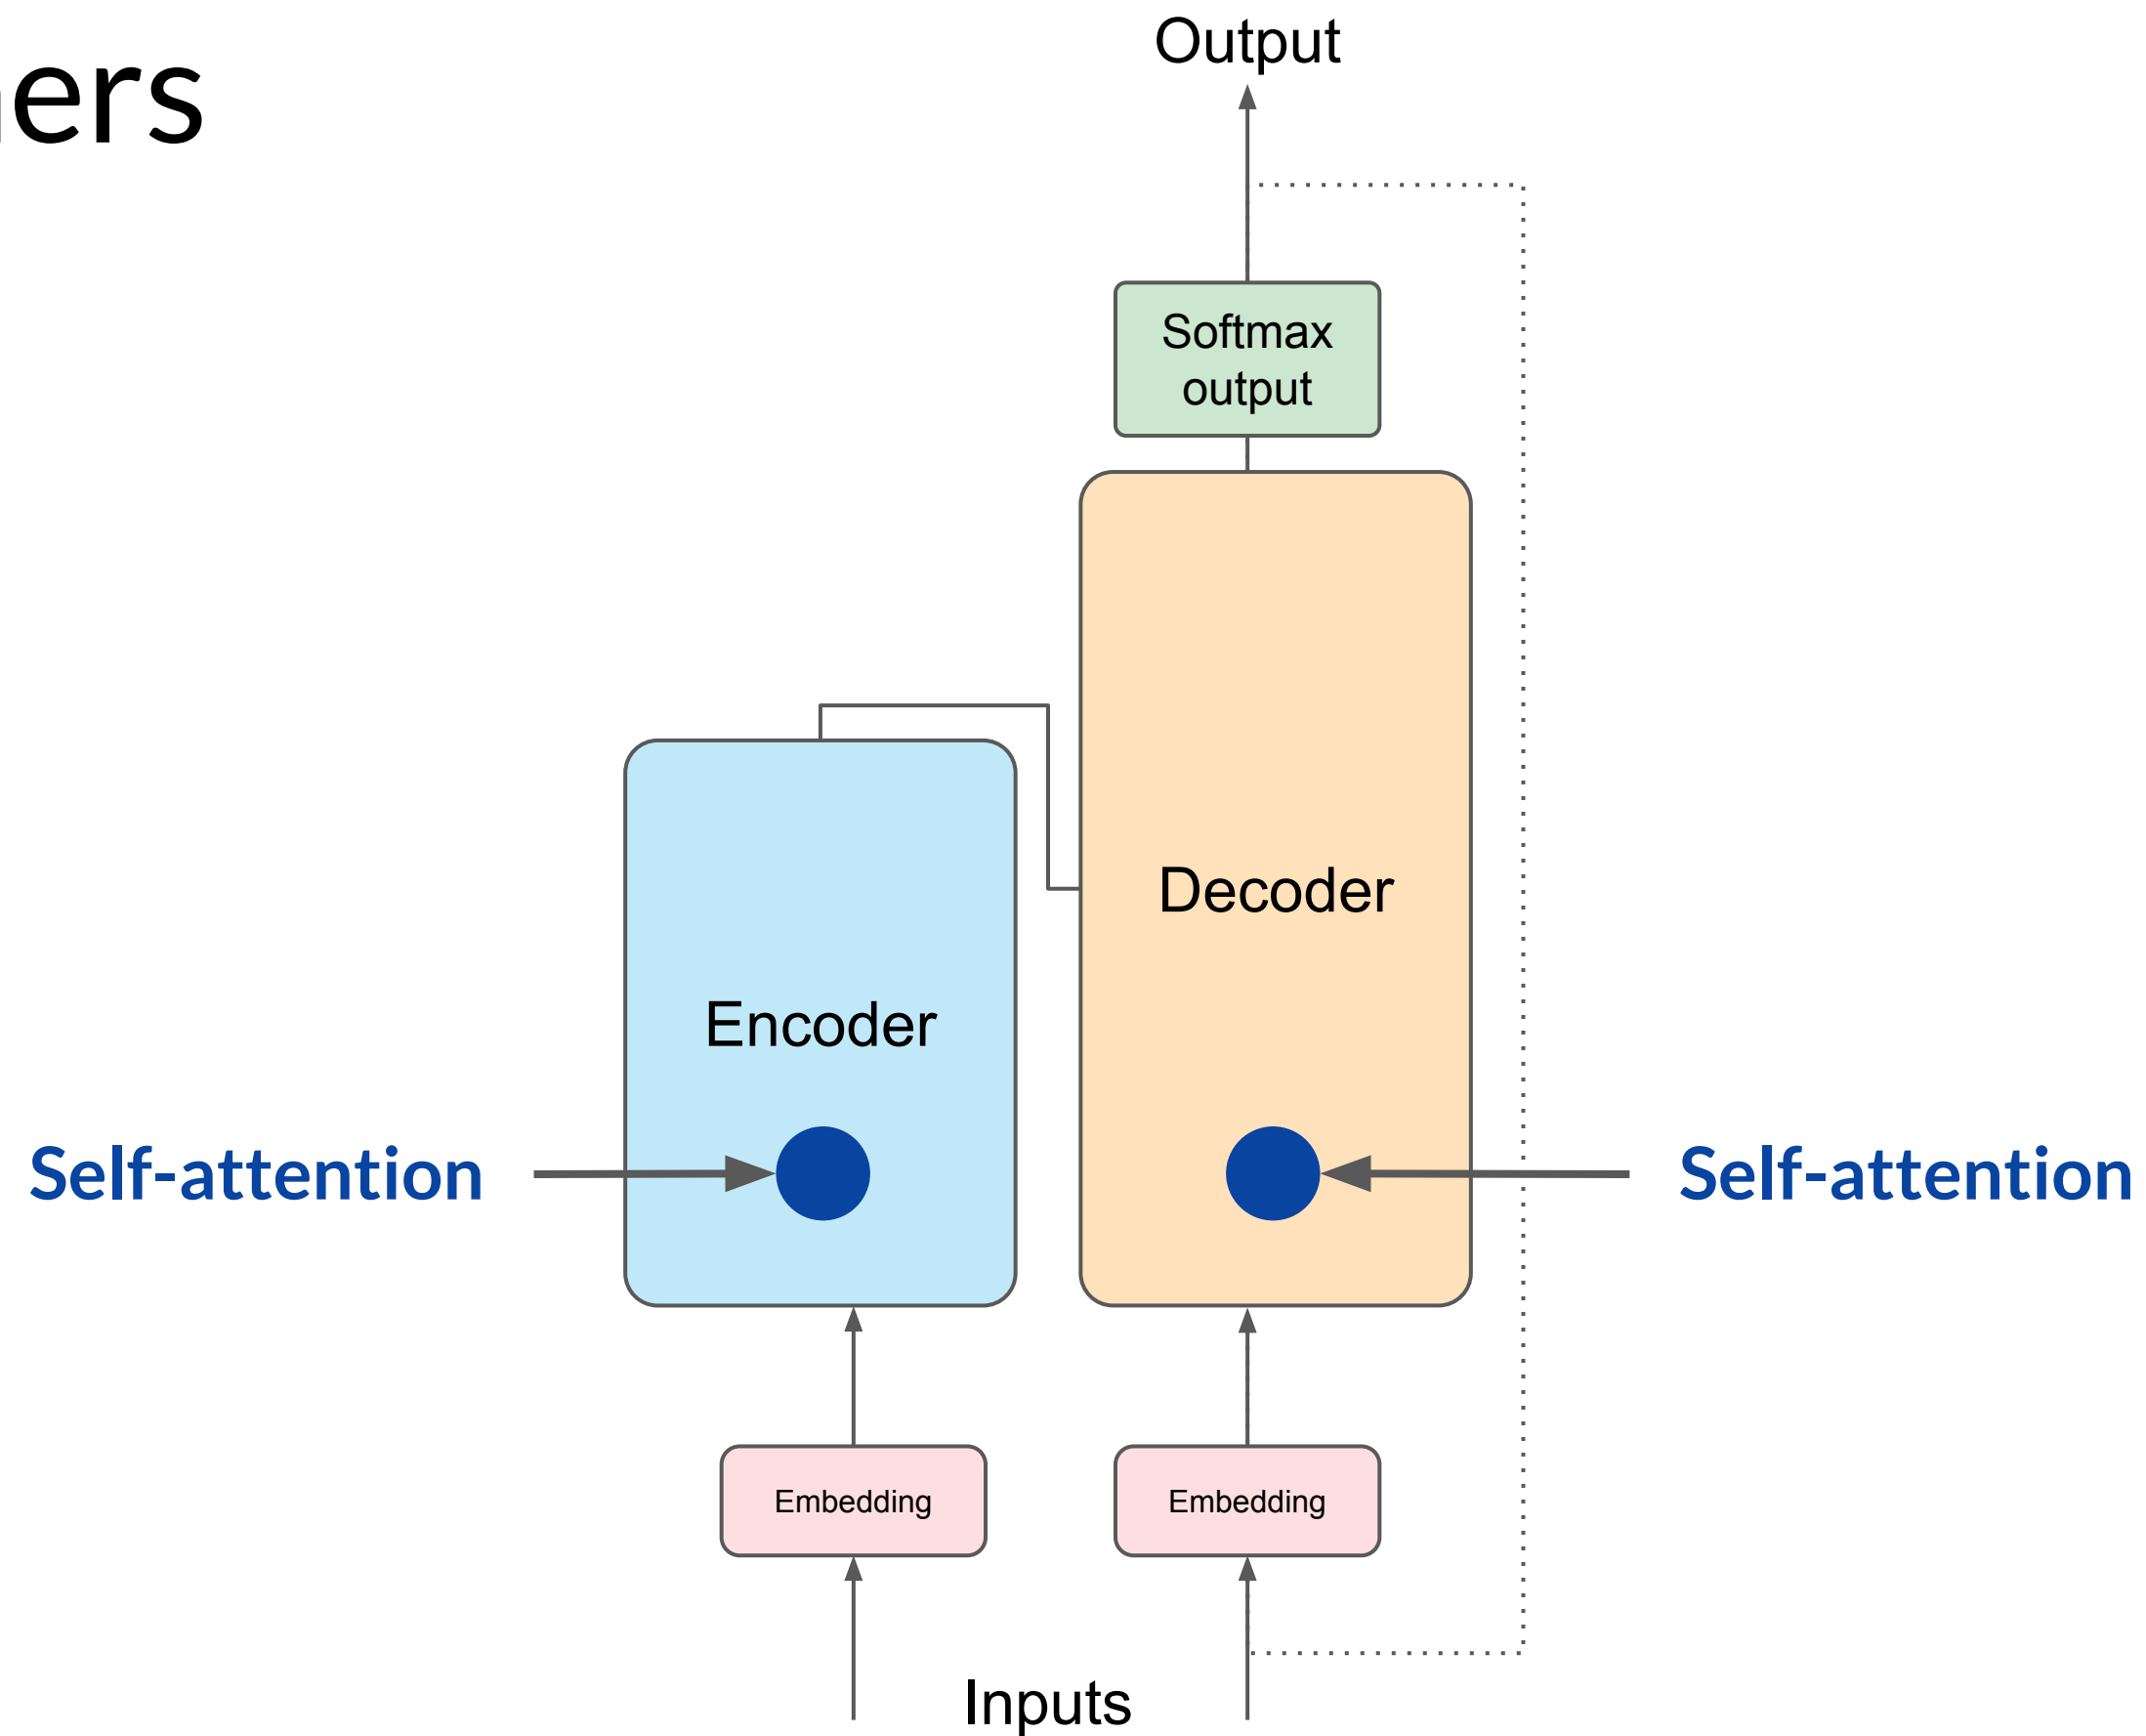 ers
Output
Softmax
output
Decoder
Encoder
Self-attention
Self-attention
Embedding
Embedding
Inputs